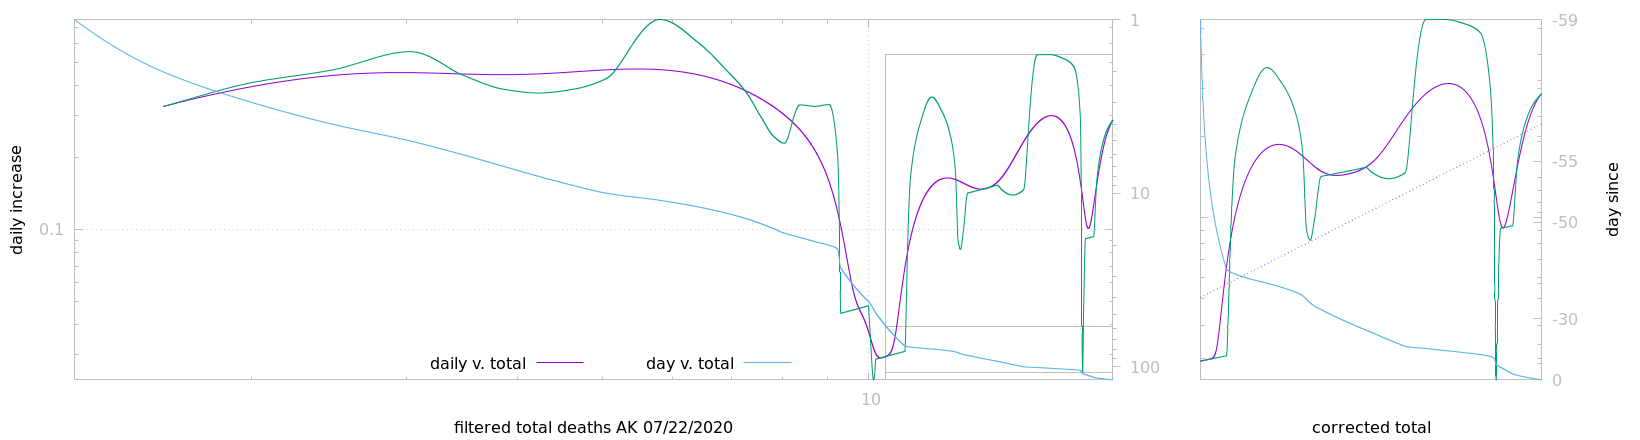 daily increase
0.1
10
1
10
100
daily v. total
day v. total
filtered total deaths AK 07/22/2020
-59
-55
-50
-30
0
day since
corrected total